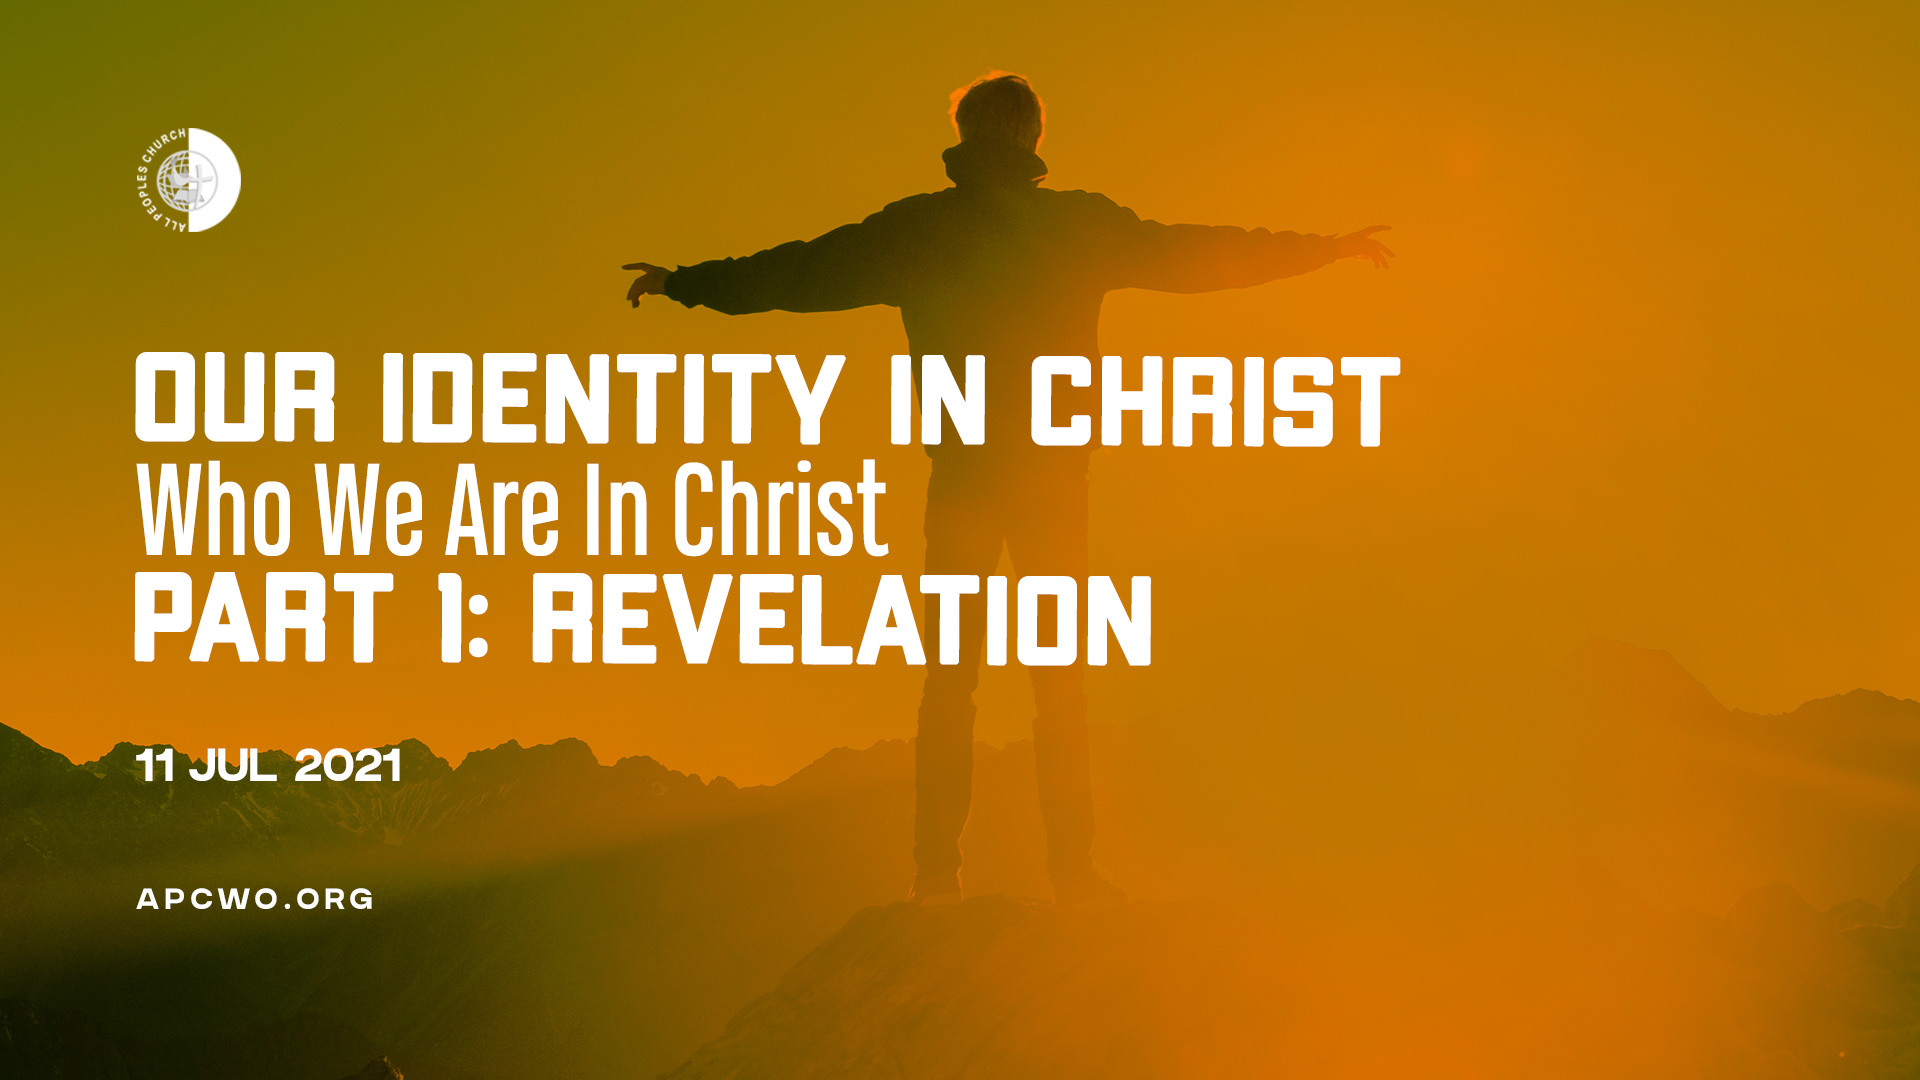 ALL PEOPLES CHURCH
OUR IDENTITY IN CHRIST
Who We Are In Christ
PART 1: REVELATION
11 JUL 2021
APCWO.ORG